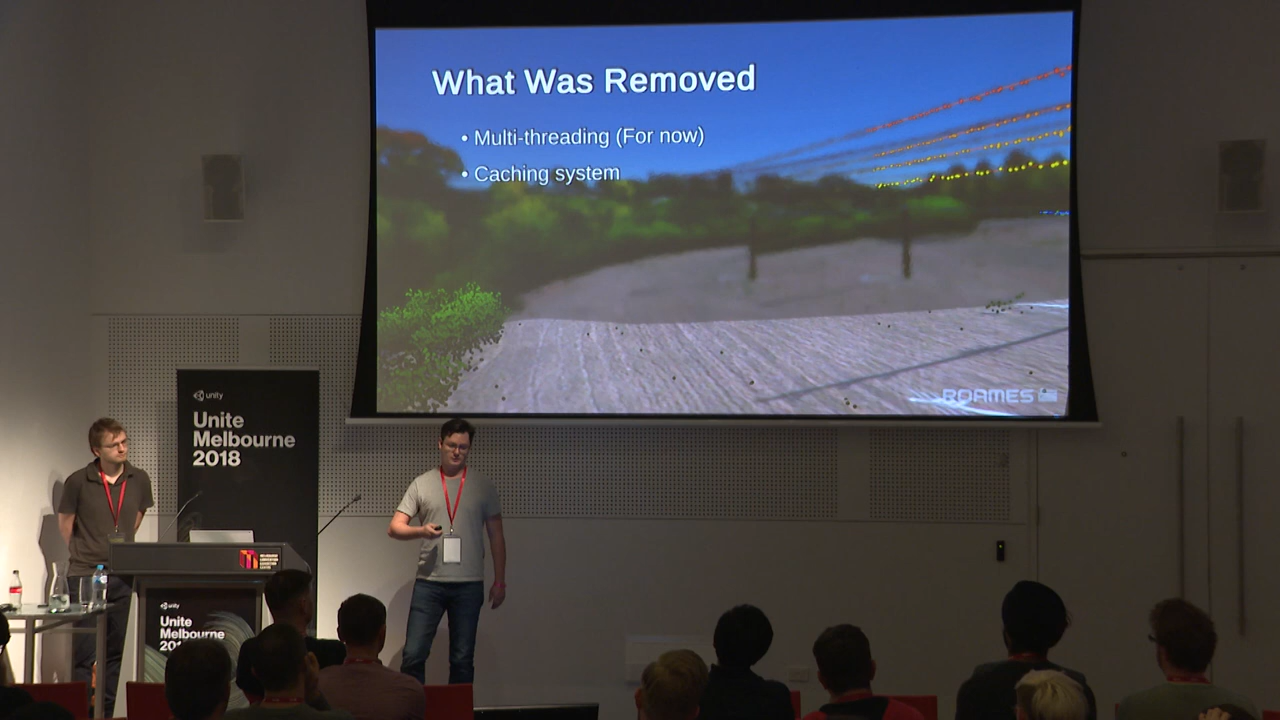 What Was Removed
• Multi-threading (For now)
• Caching system
ROAMES
unity
Unite
Melbourne
2018
unity
Unite
Melbourne